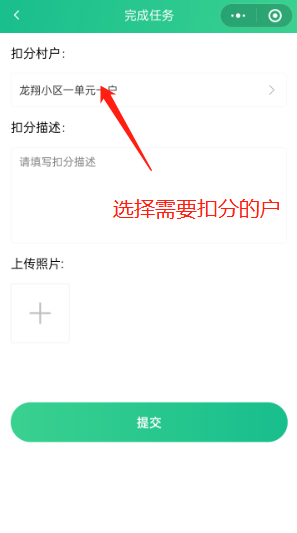 完成任务
扣分村户：
龙翔小区一单元一户
扣分描述：
请填写扣分描述
选择需要扣分的户
上传照片:
提交